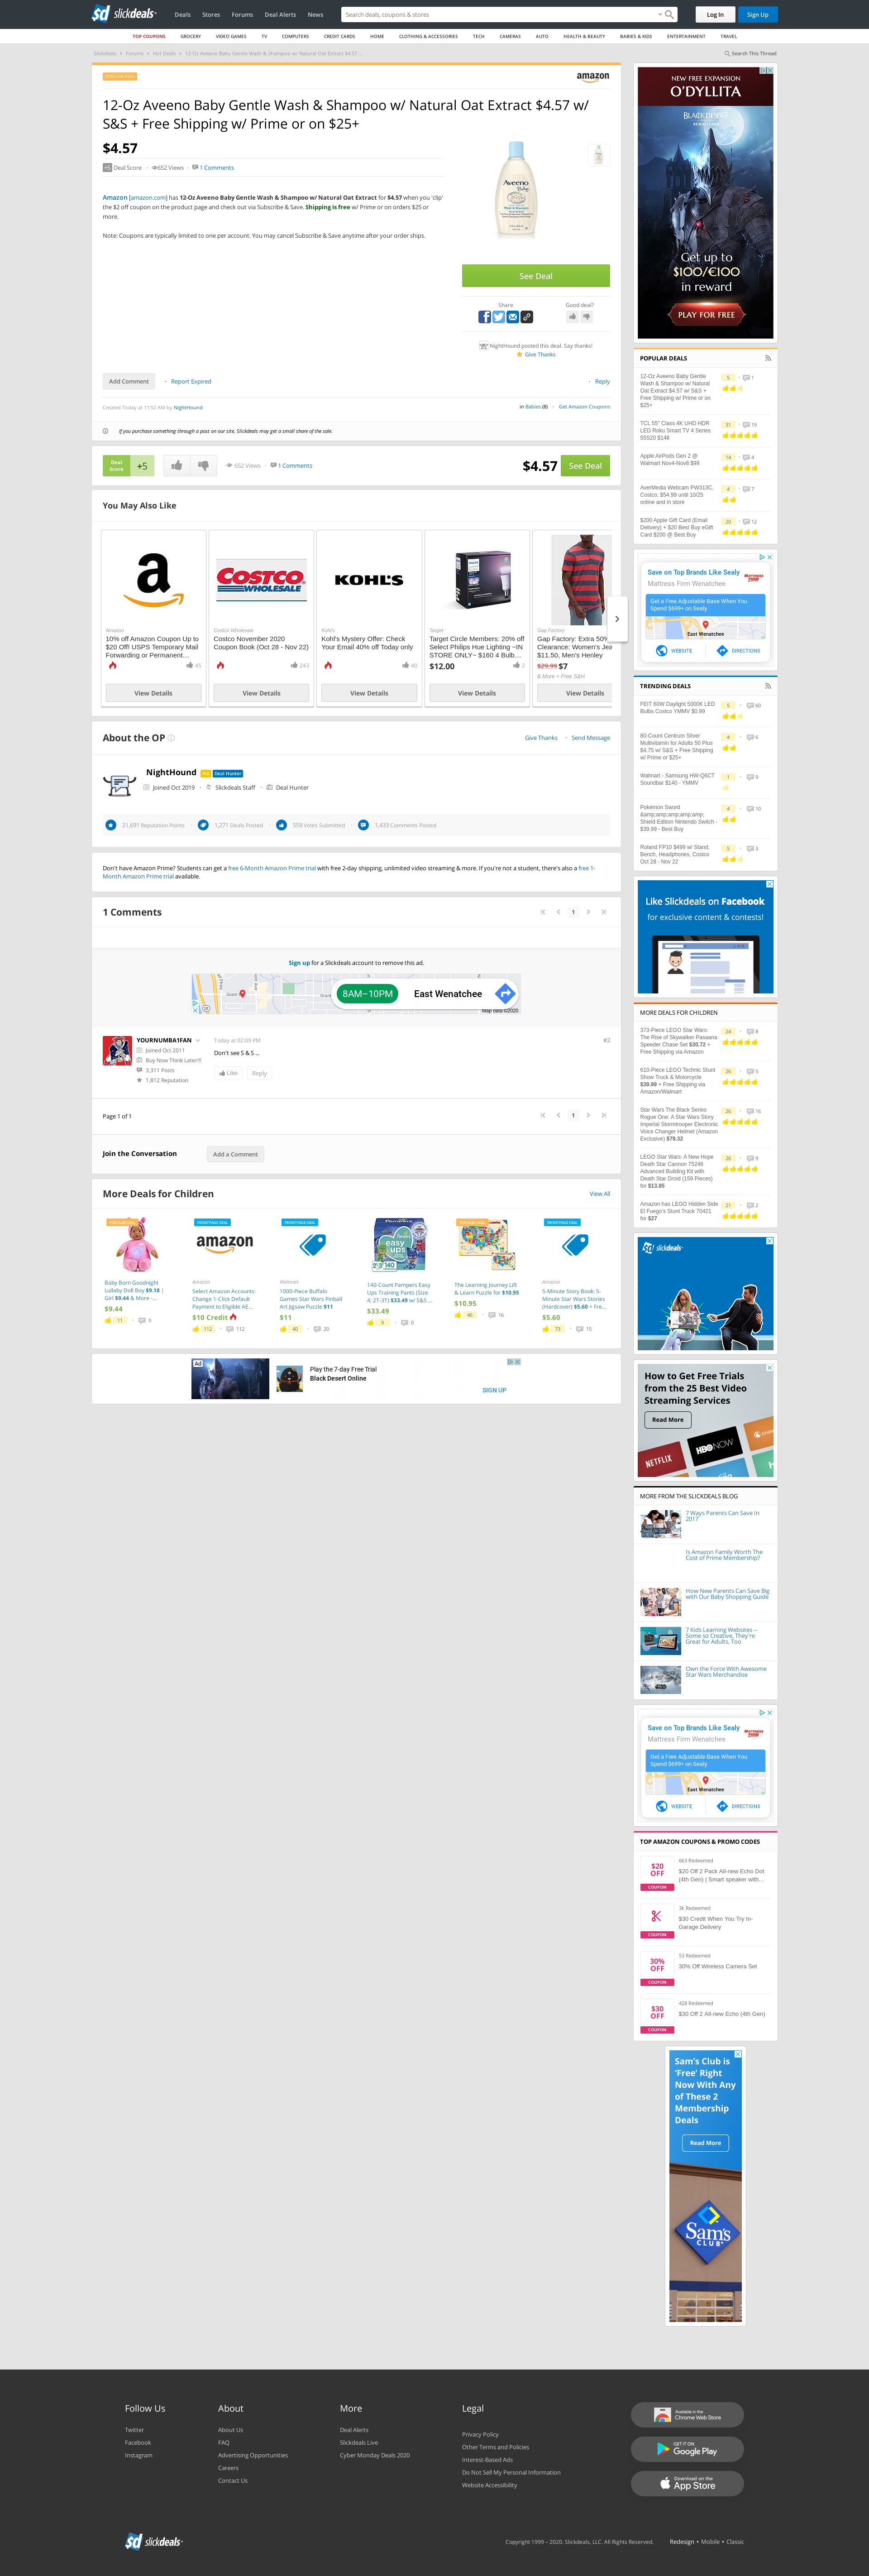 slickdeals
Deals
Stores
Forums
Deal Alerts
News
Search deals, coupons & stores
Log In
Sign Up
TOP COUPONS
GROCERY
VIDEO GAMES
TV
COMPUTERS
CREDIT CARDS
HOME
CLOTHING & ACCESSORIES
TECH
CAMERAS
AUTO
HEALTH & BEAUTY
BABIES & KIDS
ENTERTAINMENT
TRAVEL
Slickdeals
Forums
Hot Deals
12-Oz Aveeno Baby Gentle Wash & Shampoo w/ Natural Oat Extract $4.57 ...
Search This Thread
POPULAR DEAL
amazon
12-Oz Aveeno Baby Gentle Wash & Shampoo w/ Natural Oat Extract $4.57 w/
S&S + Free Shipping w/ Prime or on $25+
$4.57
+5 Deal Score
652 Views
1 Comments
Amazon [amazon.com] has 12-Oz Aveeno Baby Gentle Wash & Shampoo w/ Natural Oat Extract for $4.57 when you 'clip'
the $2 off coupon on the product page and check out via Subscribe & Save. Shipping is free w/ Prime or on orders $25 or
more.
Note: Coupons are typically limited to one per account. You may cancel Subscribe & Save anytime after your order ships.
Aveeno
Baby
See Deal
Share
Good deal?
NightHound posted this deal. Say thanks!
Give Thanks
Add Comment
Report Expired
Reply
Created Today at 11:52 AM by NightHound
in Babies (8)
Get Amazon Coupons
If you purchase something through a post on our site, Slickdeals may get a small share of the sale.
Deal
Score
+5
652 Views
1 Comments
$4.57
See Deal
You May Also Like
COSTCO
WHOLESALE
KOHL'S
Amazon
10% off Amazon Coupon Up to
$20 Off! USPS Temporary Mail
Forwarding or Permanent...
45
View Details
Costco Wholesale
Costco November 2020
Coupon Book (Oct 28 - Nov 22)
243
View Details
Kohl's
Kohl's Mystery Offer: Check
Your Email 40% off Today only
40
View Details
Target
Target Circle Members: 20% off
Select Philips Hue Lighting ~IN
STORE ONLY~ $160 4 Bulb...
$12.00
2
View Details
Gap Factory
Gap Factory: Extra 50%
Clearance: Women's Jea
$11.50, Men's Henley
$29.99 $7
& More + Free S&H
View Details
About the OP
Give Thanks
Send Message
NightHound
Pro
Deal Hunter
Joined Oct 2019
Slickdeals Staff
Deal Hunter
21,691 Reputation Points
1,271 Deals Posted
559 Votes Submitted
1,433 Comments Posted
Don't have Amazon Prime? Students can get a free 6-Month Amazon Prime trial with free 2-day shipping, unlimited video streaming & more. If you're not a student, there's also a free 1-
Month Amazon Prime trial available.
1 Comments
1
Sign up for a Slickdeals account to remove this ad.
8AM–10PM
East Wenatchee
Map data ©2020
YOURNUMBA1FAN
Joined Oct 2011
Buy Now Think Later!!!!
3,311 Posts
1,812 Reputation
Today at 02:09 PM
#2
Don't see S & S ...
Like
Reply
Page 1 of 1
1
Join the Conversation
Add a Comment
More Deals for Children
View All
POPULAR DEAL
Baby Born Goodnight
Lullaby Doll Boy $9.18 |
Girl $9.44 & More -...
$9.44
11
0
FRONTPAGE DEAL
amazon
Amazon
Select Amazon Accounts:
Change 1-Click Default
Payment to Eligible AE...
$10 Credit
112
112
FRONTPAGE DEAL
Walmart
1000-Piece Buffalo
Games Star Wars Pinball
Art Jigsaw Puzzle $11
$11
40
20
easy
ups
140
140-Count Pampers Easy
Ups Training Pants (Size
4, 2T-3T) $33.49 w/ S&S ...
$33.49
9
0
POPULAR DEAL
The Learning Journey Lift
& Learn Puzzle for $10.95
$10.95
46
16
FRONTPAGE DEAL
Amazon
5-Minute Story Book: 5-
Minute Star Wars Stories
(Hardcover) $5.60 + Fre...
$5.60
73
15
Ad
Play the 7-day Free Trial
Black Desert Online
SIGN UP
NEW FREE EXPANSION
O'DYLLITA
BLACK DESERT
REMASTERED
Get up to
$100/€100
in reward
PLAY FOR FREE
POPULAR DEALS
12-Oz Aveeno Baby Gentle
Wash & Shampoo w/ Natural
Oat Extract $4.57 w/ S&S +
Free Shipping w/ Prime or on
$25+
5
1
TCL 55" Class 4K UHD HDR
LED Roku Smart TV 4 Series
55S20 $148
31
19
Apple AirPods Gen 2 @
Walmart Nov4-Nov8 $99
14
4
AverMedia Webcam PW313C,
Costco, $54.99 until 10/25
online and in store
4
7
$200 Apple Gift Card (Email
Delivery) + $20 Best Buy eGift
Card $200 @ Best Buy
20
12
Save on Top Brands Like Sealy
Mattress Firm Wenatchee
Get a Free Adjustable Base When You
Spend $699+ on Sealy.
East Wenatchee
WEBSITE
DIRECTIONS
TRENDING DEALS
FEIT 60W Daylight 5000K LED
Bulbs Costco YMMV $0.99
5
60
80-Count Centrum Silver
Multivitamin for Adults 50 Plus
$4.75 w/ S&S + Free Shipping
w/ Prime or $25+
4
6
Walmart - Samsung HW-Q6CT
Soundbar $140 - YMMV
1
9
Pokémon Sword
&amp;amp;amp;amp;amp;
Shield Edition Nintendo Switch -
$39.99 - Best Buy
4
10
Roland FP10 $499 w/ Stand,
Bench, Headphones, Costco
Oct 28 - Nov 22
5
3
Like Slickdeals on Facebook
for exclusive content & contests!
MORE DEALS FOR CHILDREN
373-Piece LEGO Star Wars:
The Rise of Skywalker Pasaana
Speeder Chase Set $30.72 +
Free Shipping via Amazon
24
8
610-Piece LEGO Technic Stunt
Show Truck & Motorcycle
$39.99 + Free Shipping via
Amazon/Walmart
26
5
Star Wars The Black Series
Rogue One: A Star Wars Story
Imperial Stormtrooper Electronic
Voice Changer Helmet (Amazon
Exclusive) $79.32
26
16
LEGO Star Wars: A New Hope
Death Star Cannon 75246
Advanced Building Kit with
Death Star Droid (159 Pieces)
for $13.85
26
9
Amazon has LEGO Hidden Side
El Fuego's Stunt Truck 70421
for $27
21
2
slickdeals
How to Get Free Trials
from the 25 Best Video
Streaming Services
Read More
NETFLIX
HBO NOW
MORE FROM THE SLICKDEALS BLOG
7 Ways Parents Can Save In
2017
Is Amazon Family Worth The
Cost of Prime Membership?
How New Parents Can Save Big
with Our Baby Shopping Guide
7 Kids Learning Websites --
Some so Creative, They're
Great for Adults, Too
Own the Force With Awesome
Star Wars Merchandise
Save on Top Brands Like Sealy
Mattress Firm Wenatchee
Get a Free Adjustable Base When You
Spend $699+ on Sealy.
East Wenatchee
WEBSITE
DIRECTIONS
TOP AMAZON COUPONS & PROMO CODES
$20
OFF
COUPON
663 Redeemed
$20 Off 2 Pack All-new Echo Dot
(4th Gen) | Smart speaker with...
COUPON
3k Redeemed
$30 Credit When You Try In-
Garage Delivery
30%
OFF
COUPON
53 Redeemed
30% Off Wireless Camera Set
$30
OFF
COUPON
428 Redeemed
$30 Off 2 All-new Echo (4th Gen)
Sam's Club is
'Free' Right
Now With Any
of These 2
Membership
Deals
Read More
Sam's
CLUB
Follow Us
Twitter
Facebook
Instagram
About
About Us
FAQ
Advertising Opportunities
Careers
Contact Us
More
Deal Alerts
Slickdeals Live
Cyber Monday Deals 2020
Legal
Privacy Policy
Other Terms and Policies
Interest-Based Ads
Do Not Sell My Personal Information
Website Accessibility
Available in the
Chrome Web Store
GET IT ON
Google Play
Download on the
App Store
slickdeals
Copyright 1999 – 2020, Slickdeals, LLC. All Rights Reserved.
Redesign • Mobile • Classic